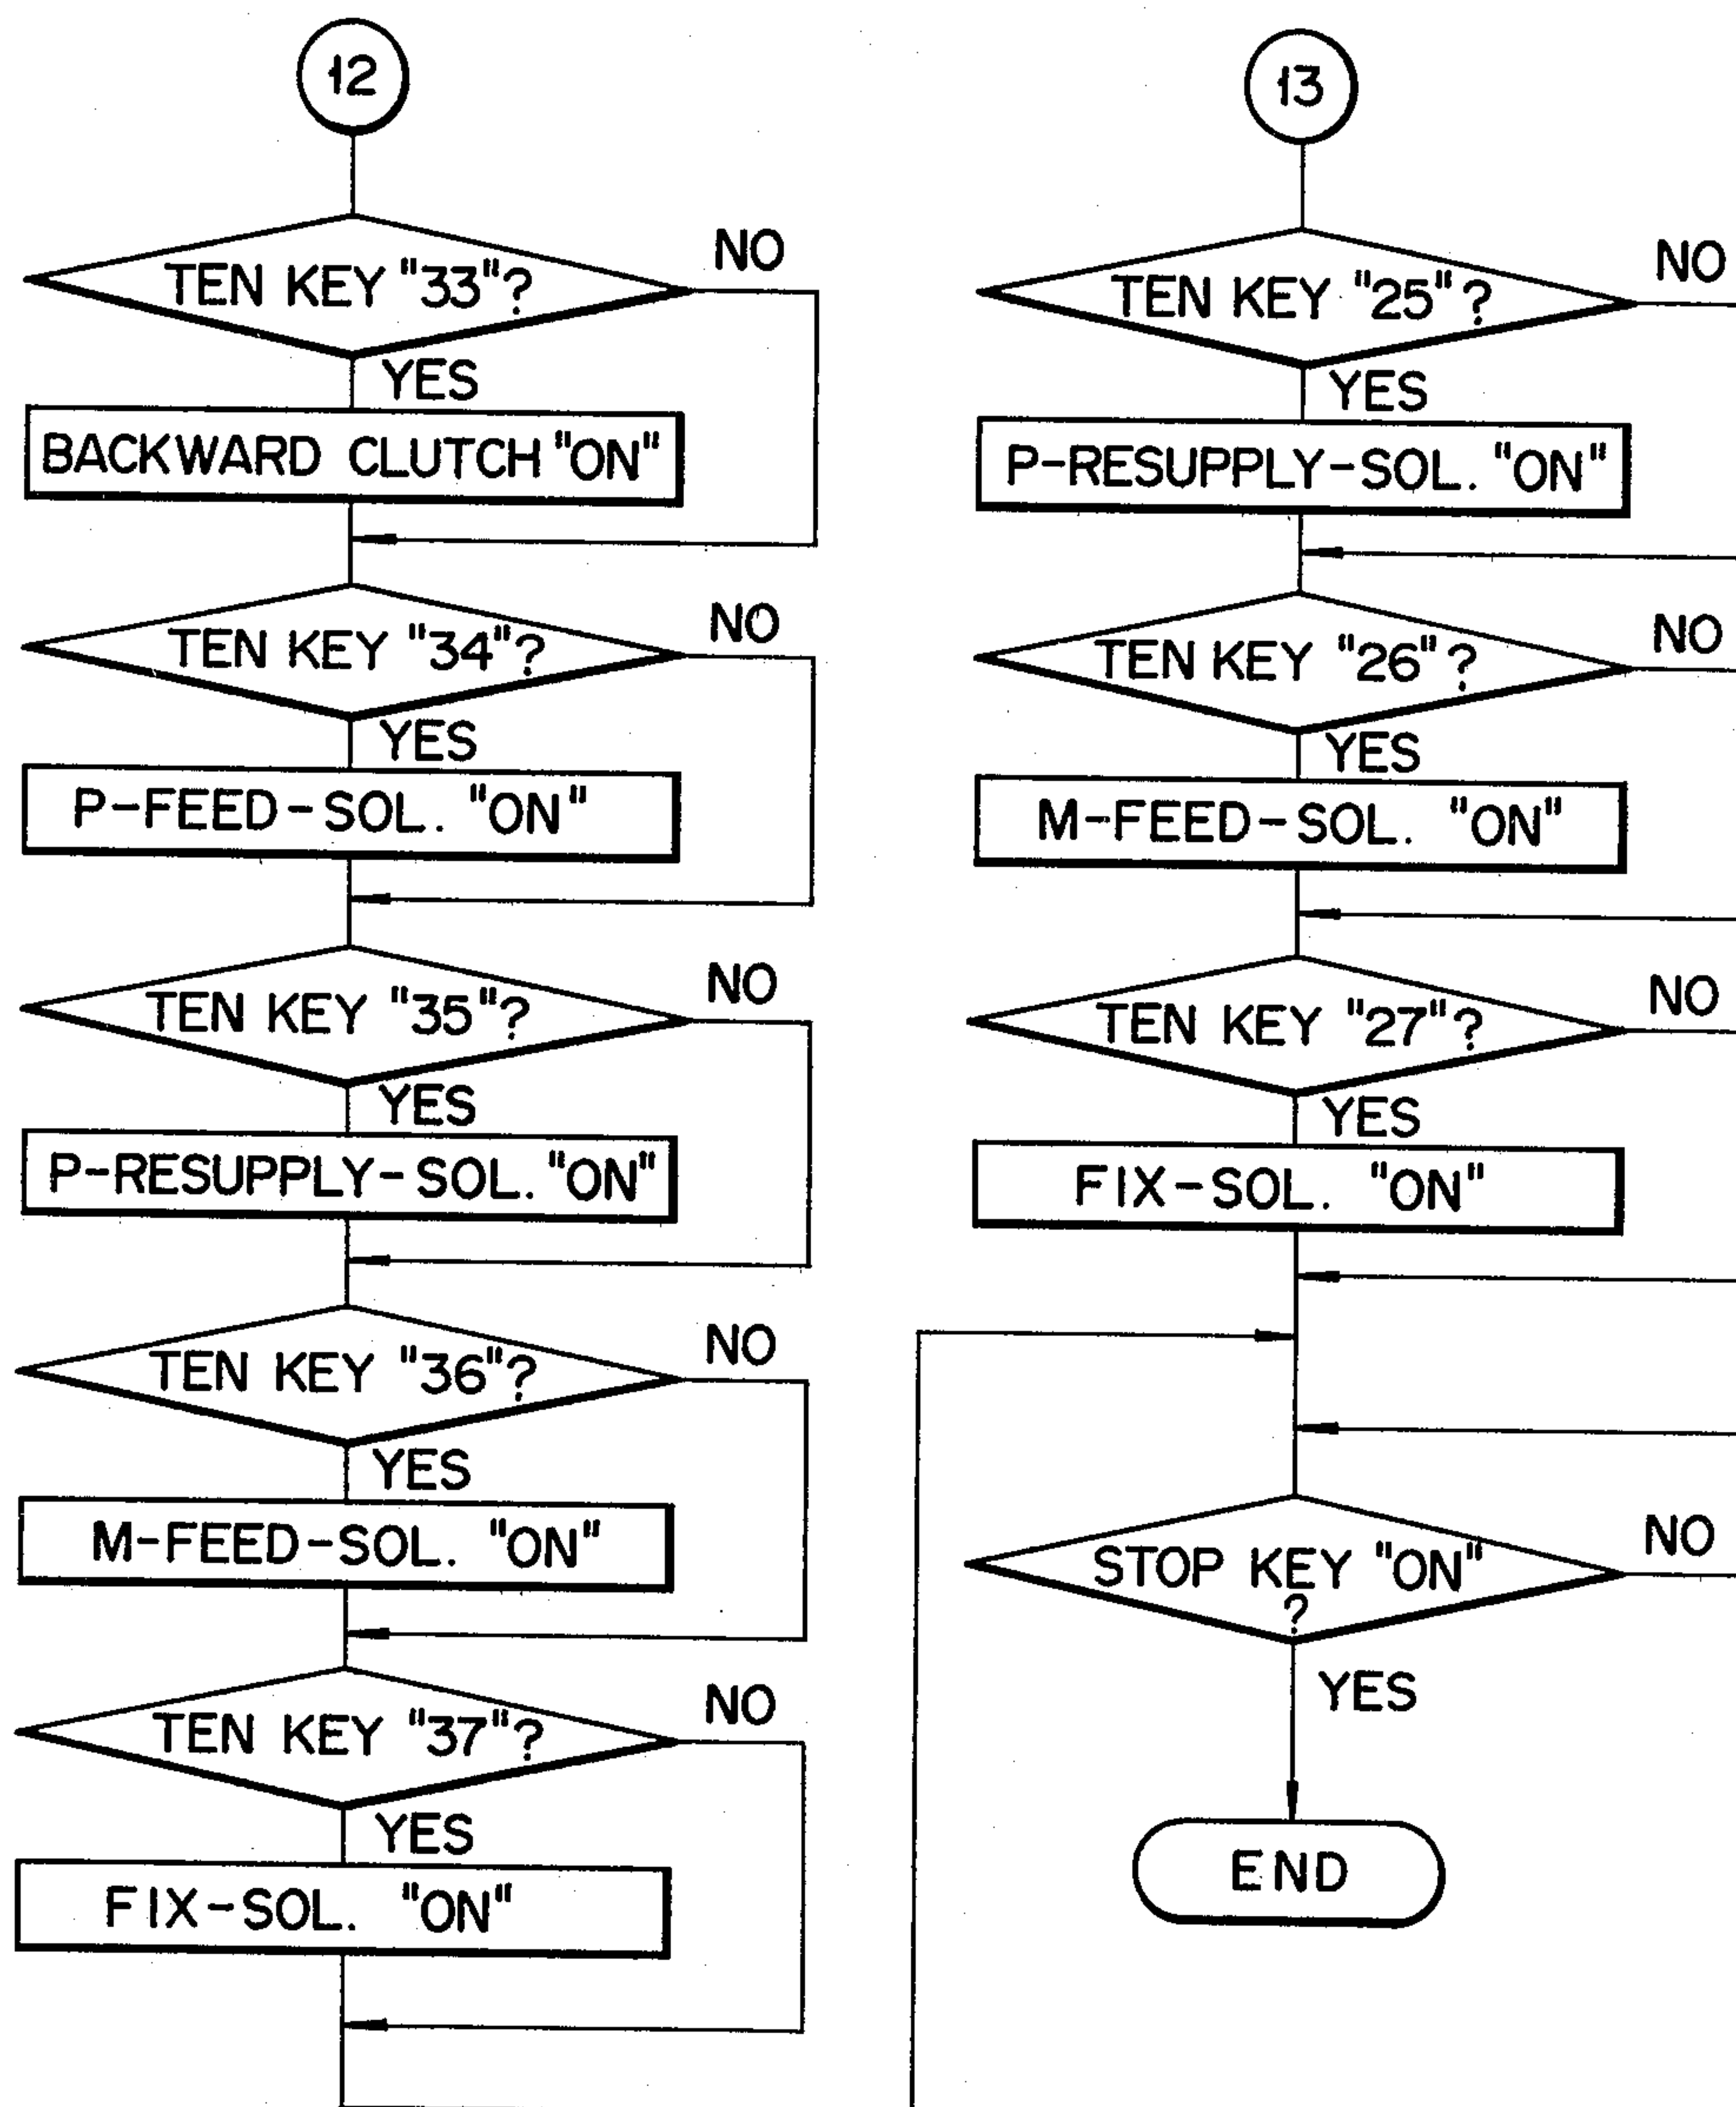 12
TEN KEY "33"?
NO
YES
BACKWARD CLUTCH "ON"
TEN KEY "34"?
NO
YES
P-FEED-SOL. "ON"
TEN KEY "35"?
NO
YES
P-RESUPPLY-SOL. "ON"
TEN KEY "36"?
NO
YES
M-FEED-SOL. "ON"
TEN KEY "37"?
NO
YES
FIX-SOL. "ON"
13
TEN KEY "25"?
NO
YES
P-RESUPPLY-SOL. "ON"
TEN KEY "26"?
NO
YES
M-FEED-SOL. "ON"
TEN KEY "27"?
NO
YES
FIX-SOL. "ON"
STOP KEY "ON"
?
NO
YES
END